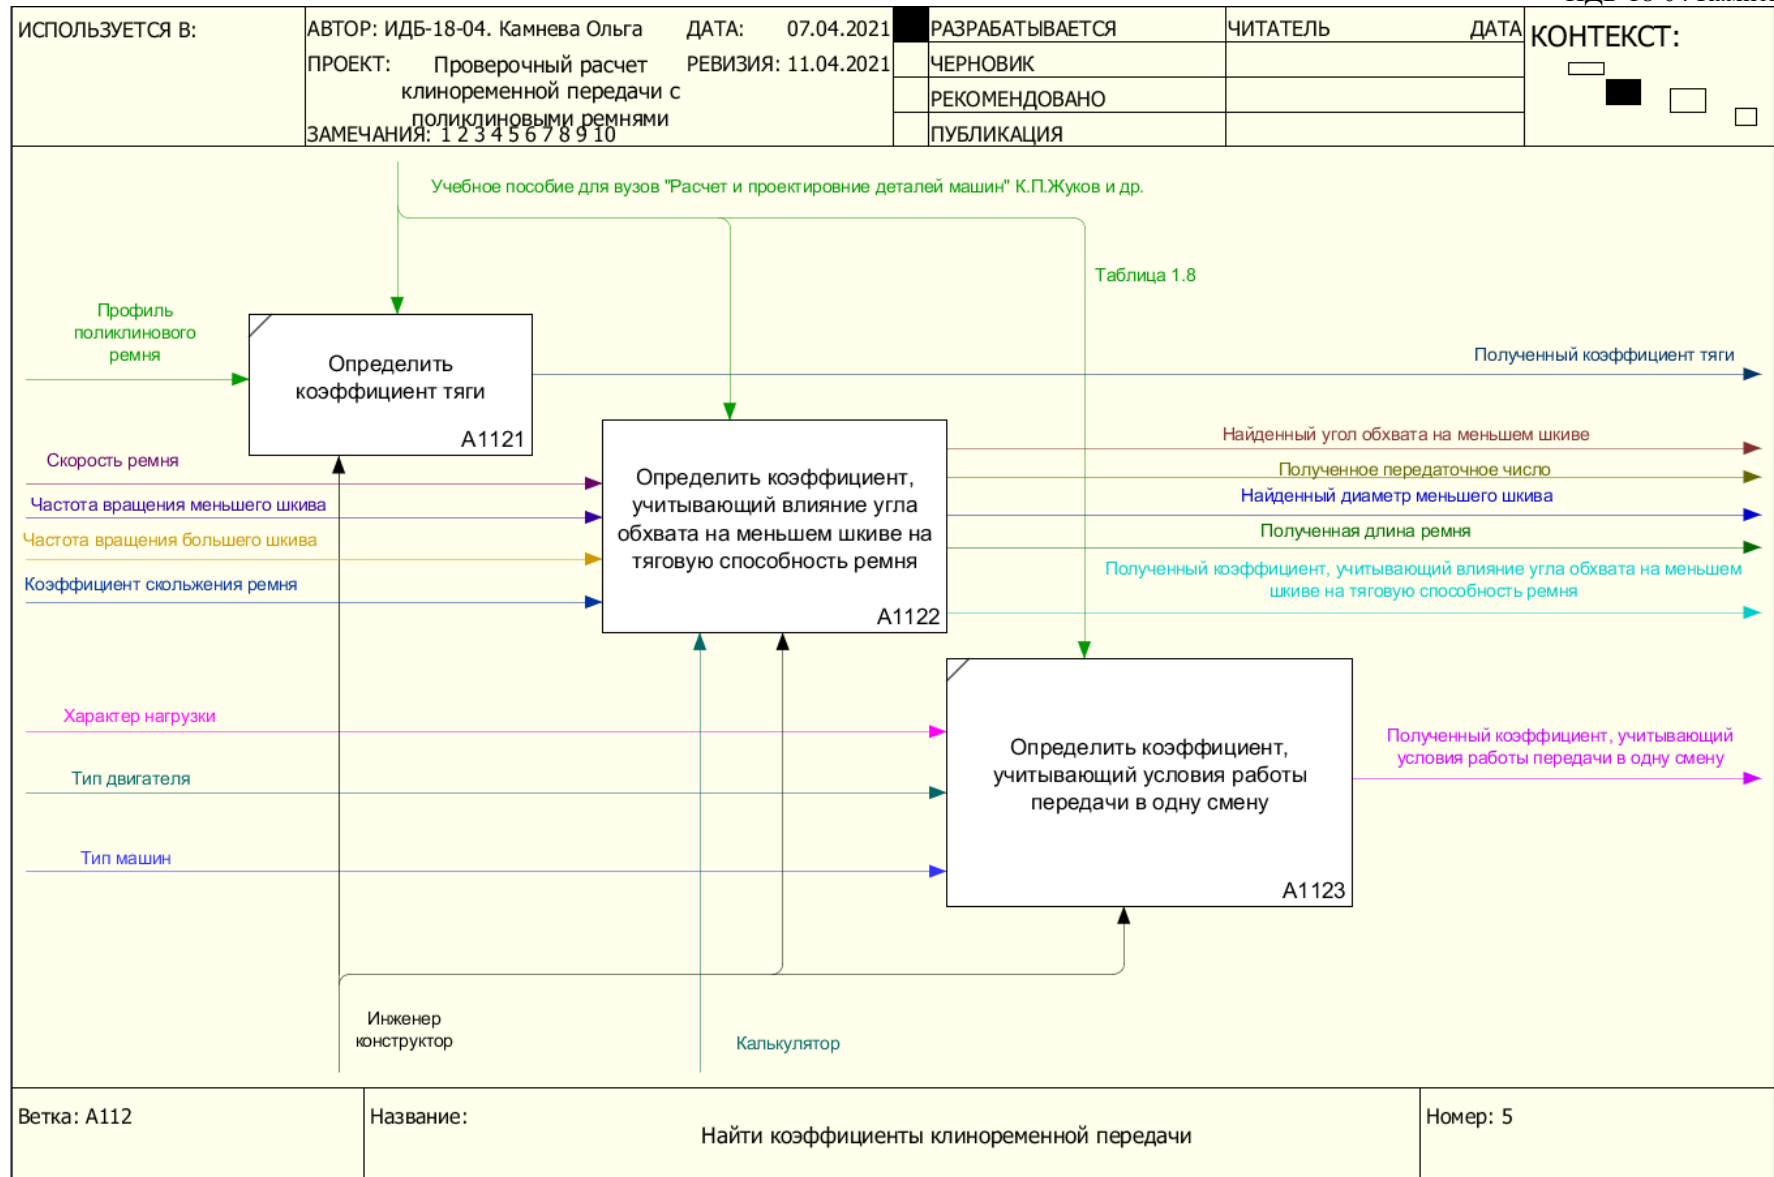 ИСПОЛЬЗУЕТСЯ В:
АВТОР: ИДБ-18-04. Камнева Ольга
ДАТА: 07.04.2021
ПРОЕКТ: Проверочный расчет
клиноременной передачи с
поликлиновыми ремнями
РЕВИЗИЯ: 11.04.2021
ЗАМЕЧАНИЯ: 1 2 3 4 5 6 7 8 9 10
РАЗРАБАТЫВАЕТСЯ
ЧЕРНОВИК
РЕКОМЕНДОВАНО
ПУБЛИКАЦИЯ
ЧИТАТЕЛЬ
ДАТА
КОНТЕКСТ:
Учебное пособие для вузов "Расчет и проектировние деталей машин" К.П.Жуков и др.
Таблица 1.8
Профиль
поликлинового
ремня
Определить
коэффициент тяги
A1121
Полученный коэффициент тяги
Скорость ремня
Частота вращения меньшего шкива
Частота вращения большего шкива
Коэффициент скольжения ремня
Определить коэффициент,
учитывающий влияние угла
обхвата на меньшем шкиве на
тяговую способность ремня
A1122
Найденный угол обхвата на меньшем шкиве
Полученное передаточное число
Найденный диаметр меньшего шкива
Полученная длина ремня
Полученный коэффициент, учитывающий влияние угла обхвата на меньшем
шкиве на тяговую способность ремня
Характер нагрузки
Тип двигателя
Тип машин
Определить коэффициент,
учитывающий условия работы
передачи в одну смену
A1123
Полученный коэффициент, учитывающий
условия работы передачи в одну смену
Инженер
конструктор
Калькулятор
Ветка: A112
Название:
Найти коэффициенты клиноременной передачи
Номер: 5